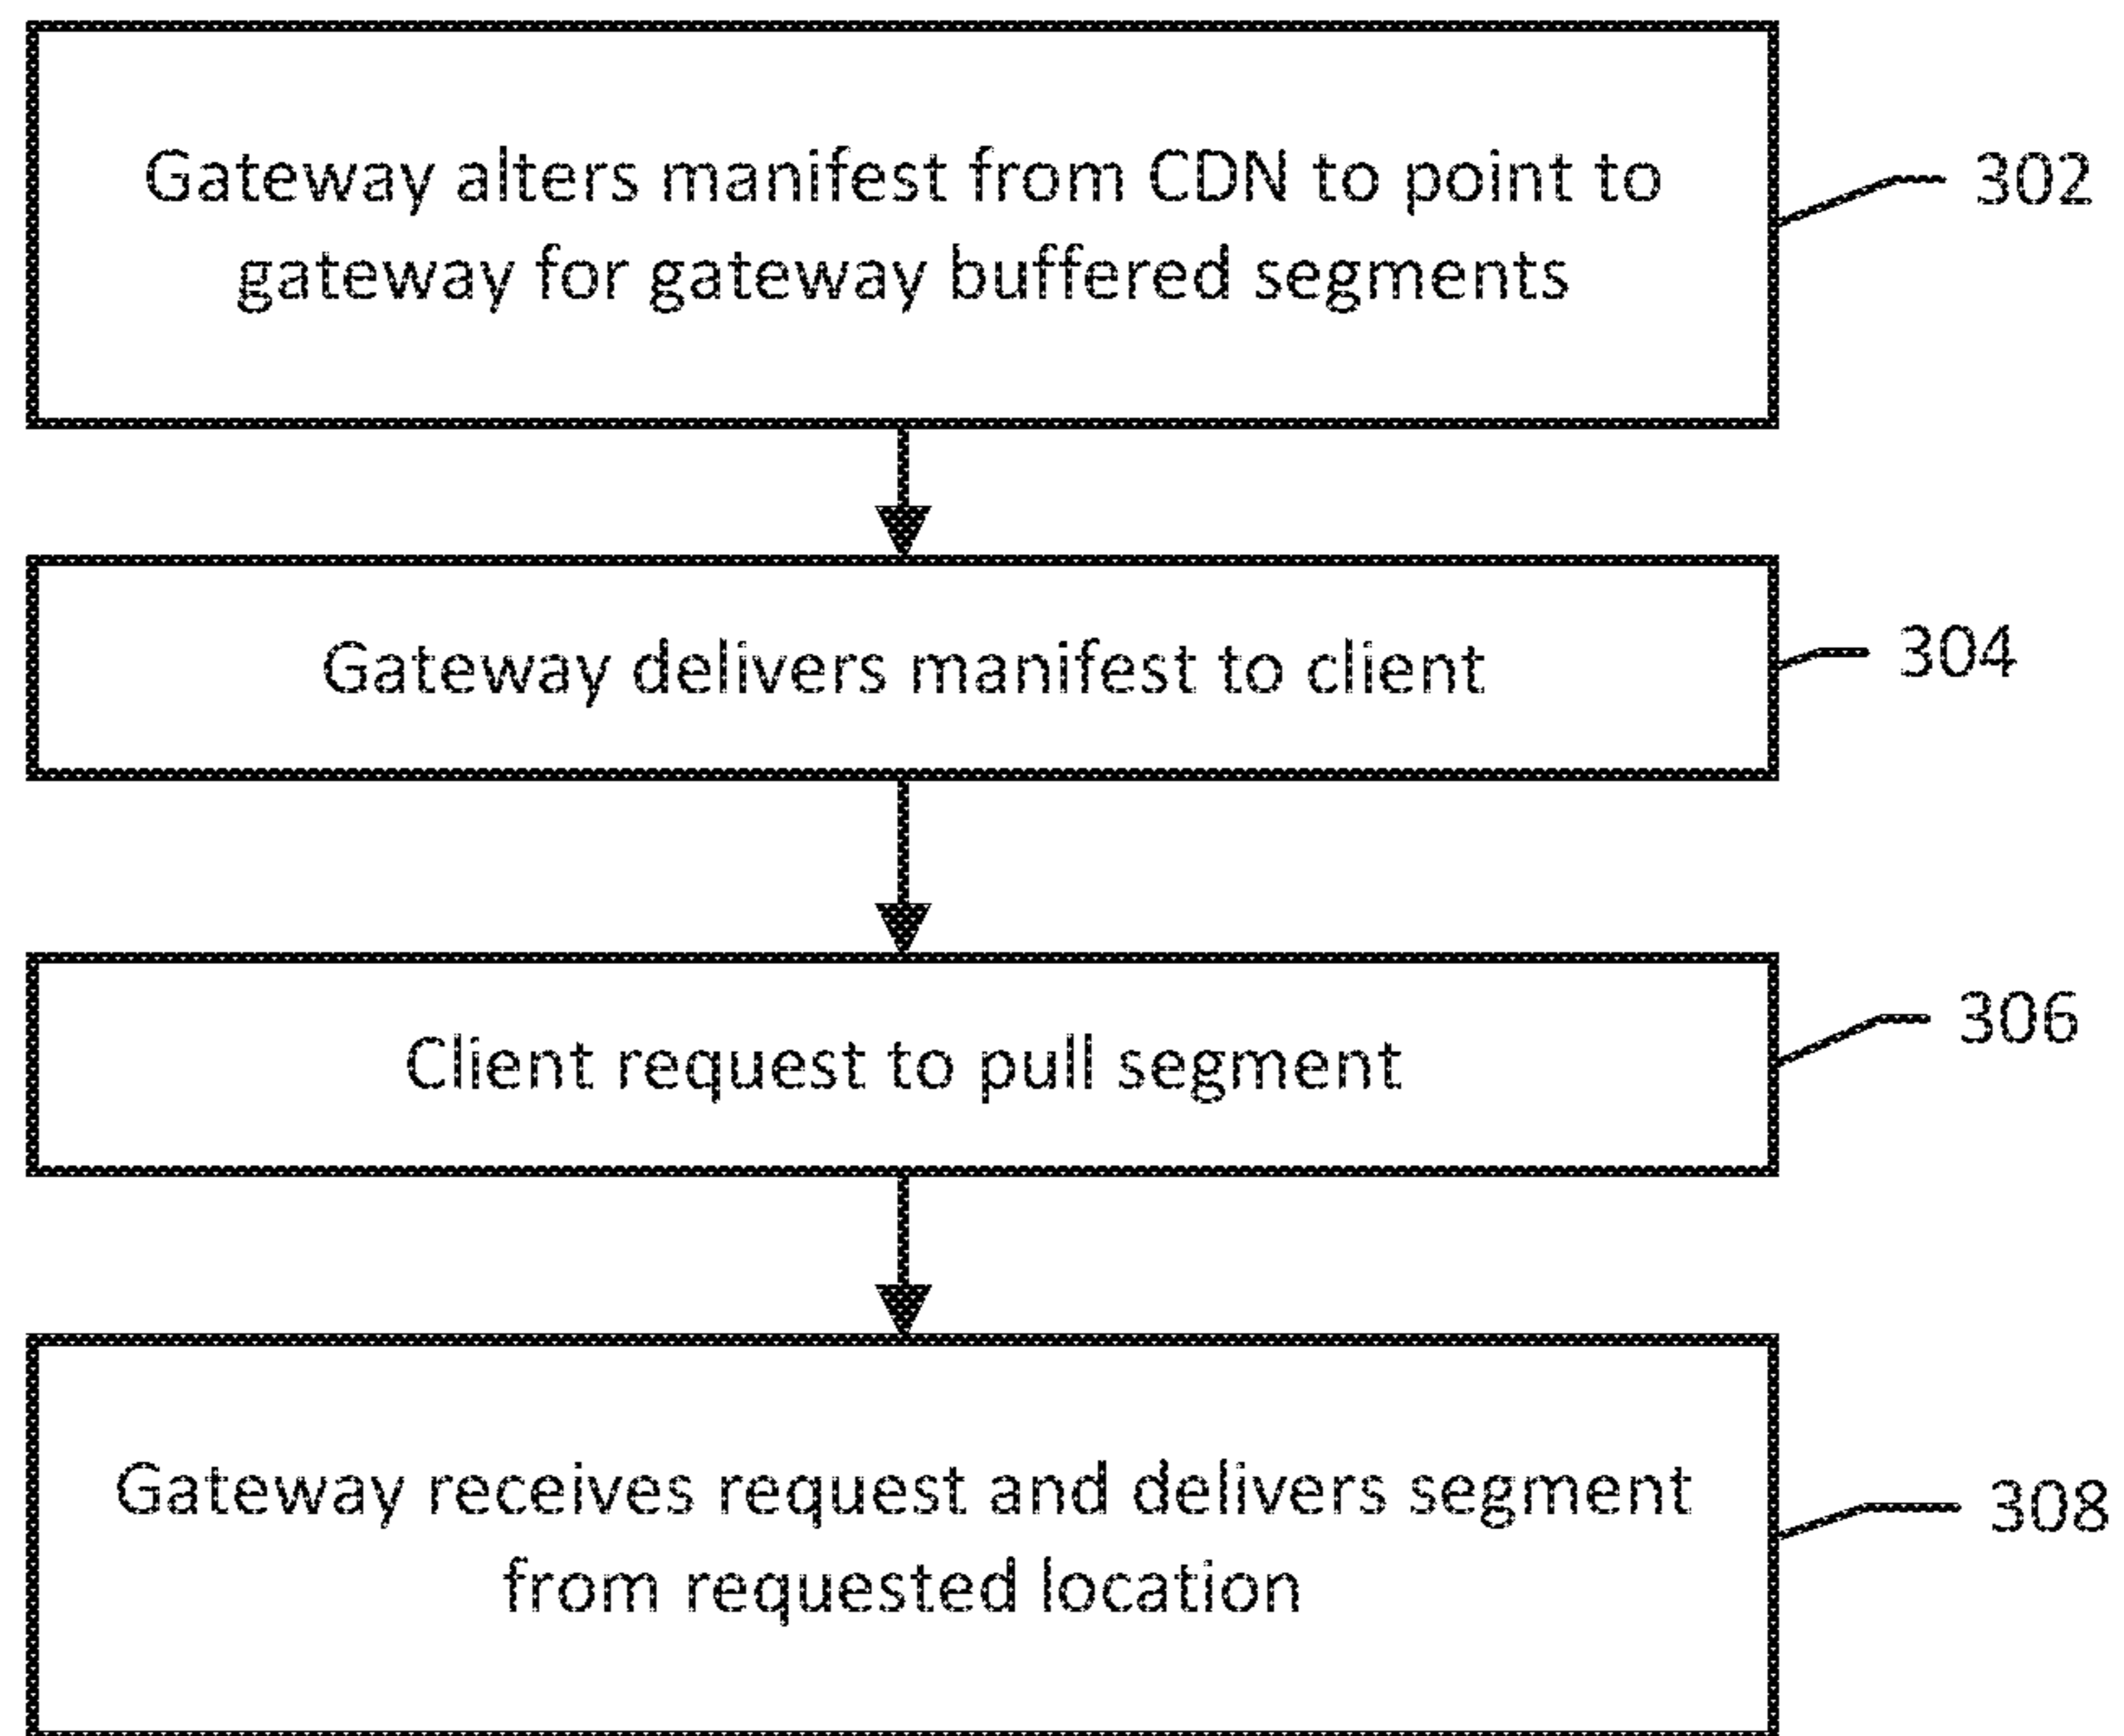 Gateway alters manifest from CDN to point to
gateway for gateway buffered segments
302
Gateway delivers manifest to client
304
Client request to pull segment
306
Gateway receives request and delivers segment
from requested location
308